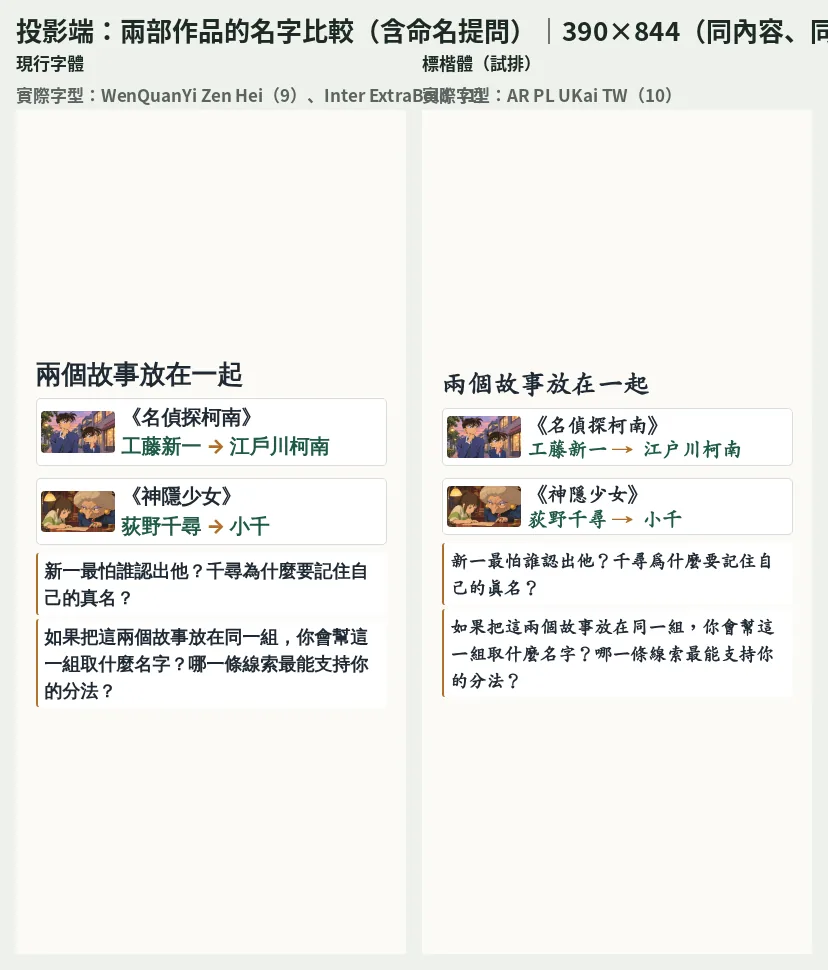 投影端：兩部作品的名字比較（含命名提問）｜390×844（同內容、同
現行字體
實際字型：WenQuanYi Zen Hei（9）、Inter ExtraB
兩個故事放在一起
《名偵探柯南》
工藤新一 → 江戶川柯南
《神隱少女》
荻野千尋 → 小千
新一最怕誰認出他？千尋為什麼要記住自
己的真名？
如果把這兩個故事放在同一組，你會幫這
一組取什麼名字？哪一條線索最能支持你
的分法？
標楷體（試排）
實際字型：AR PL UKai TW（10）
兩個故事放在一起
《名偵探柯南》
工藤新一 → 江户川柯南
《神隱少女》
荻野千尋 → 小千
新一最怕誰認出他？千尋爲什麼要記住自
己的眞名？
如果把這兩個故事放在同一組，你會幫這
一組取什麼名字？哪一條線索最能支持你
的分法？